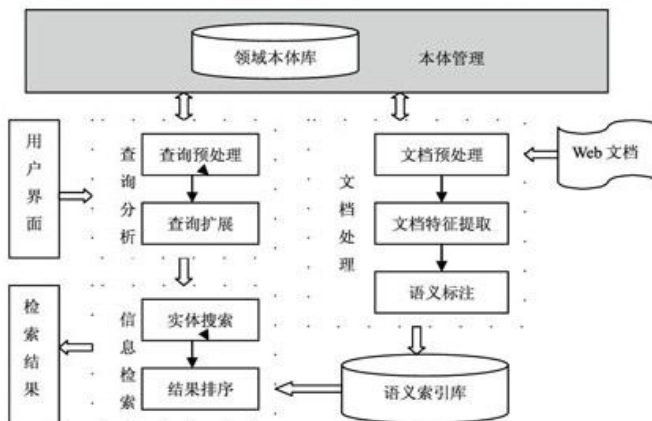 领域本体库
本体管理
用户界面
查询分析
查询预处理
查询扩展
文档处理
文档预处理
文档特征提取
语义标注
Web 文档
检索结果
信息检索
实体搜索
结果排序
语义索引库